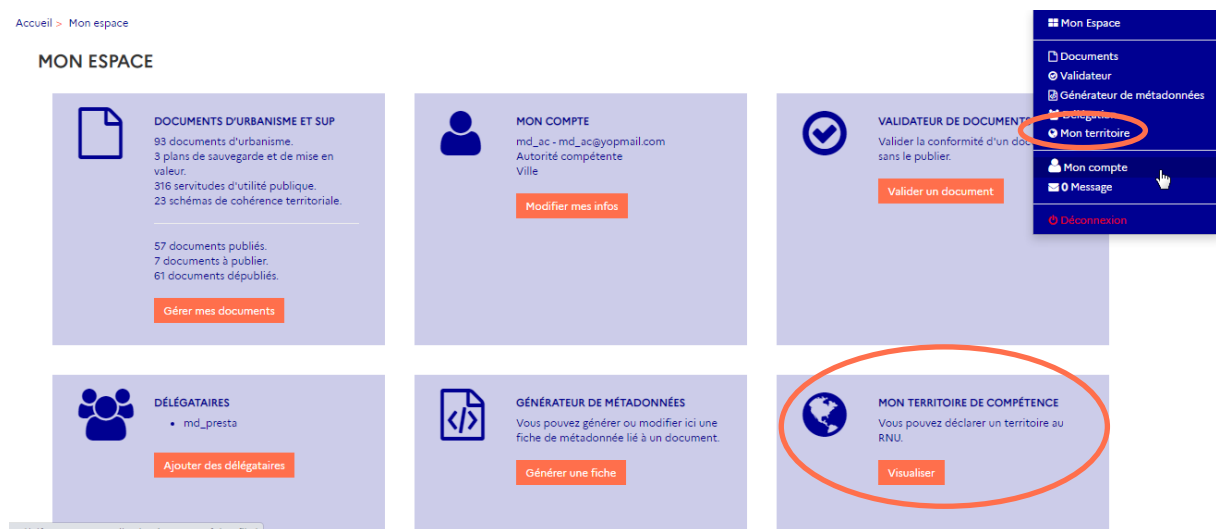 Accueil > Mon espace
MON ESPACE
DOCUMENTS D'URBANISME ET SUP
93 documents d'urbanisme.
3 plans de sauvegarde et de mise en
valeur.
316 servitudes d'utilité publique.
23 schémas de cohérence territoriale.
57 documents publiés.
7 documents à publier.
61 documents dépubliés.
Gérer mes documents
MON COMPTE
md_ac - md_ac@yopmail.com
Autorité compétente
Ville
Modifier mes infos
VALIDATEUR DE DOCUMENTS
Valider la conformité d'un doc
sans le publier.
Valider un document
Mon Espace
Documents
Validateur
Générateur de métadonnées
Délégation
Mon territoire
Mon compte
0 Message
Déconnexion
DÉLÉGATAIRES
• md_presta
Ajouter des délégataires
GÉNÉRATEUR DE MÉTADONNÉES
Vous pouvez générer ou modifier ici une
fiche de métadonnée lié à un document.
Générer une fiche
MON TERRITOIRE DE COMPÉTENCE
Vous pouvez déclarer un territoire au
RNU.
Visualiser